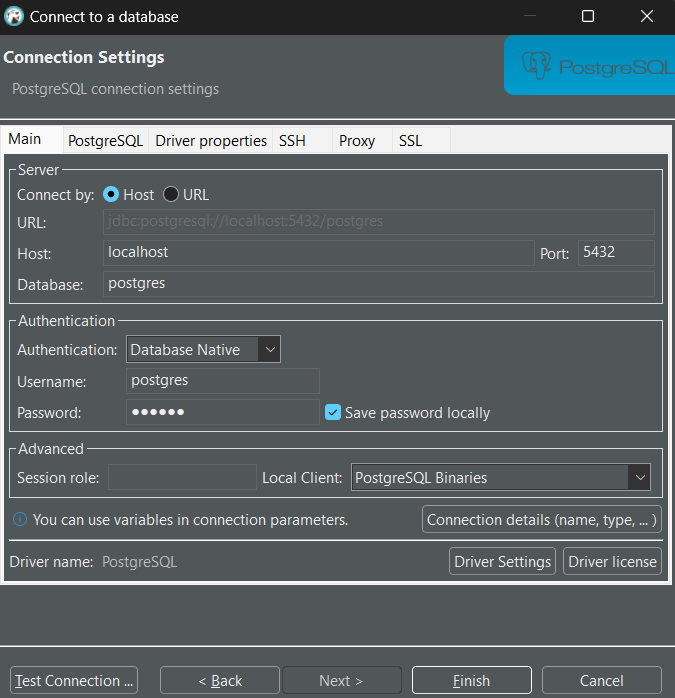 Connect to a database
Connection Settings
PostgreSQL connection settings
PostgreSQL
Main PostgreSQL Driver properties SSH Proxy SSL
Server
Connect by: Host URL
URL: jdbc:postgresql://localhost:5432/postgres
Host: localhost Port: 5432
Database: postgres
Authentication
Authentication: Database Native
Username: postgres
Password: ●●●●●● Save password locally
Advanced
Session role: Local Client: PostgreSQL Binaries
You can use variables in connection parameters. Connection details (name, type, ... )
Driver name: PostgreSQL Driver Settings Driver license
Test Connection ... < Back Next > Finish Cancel